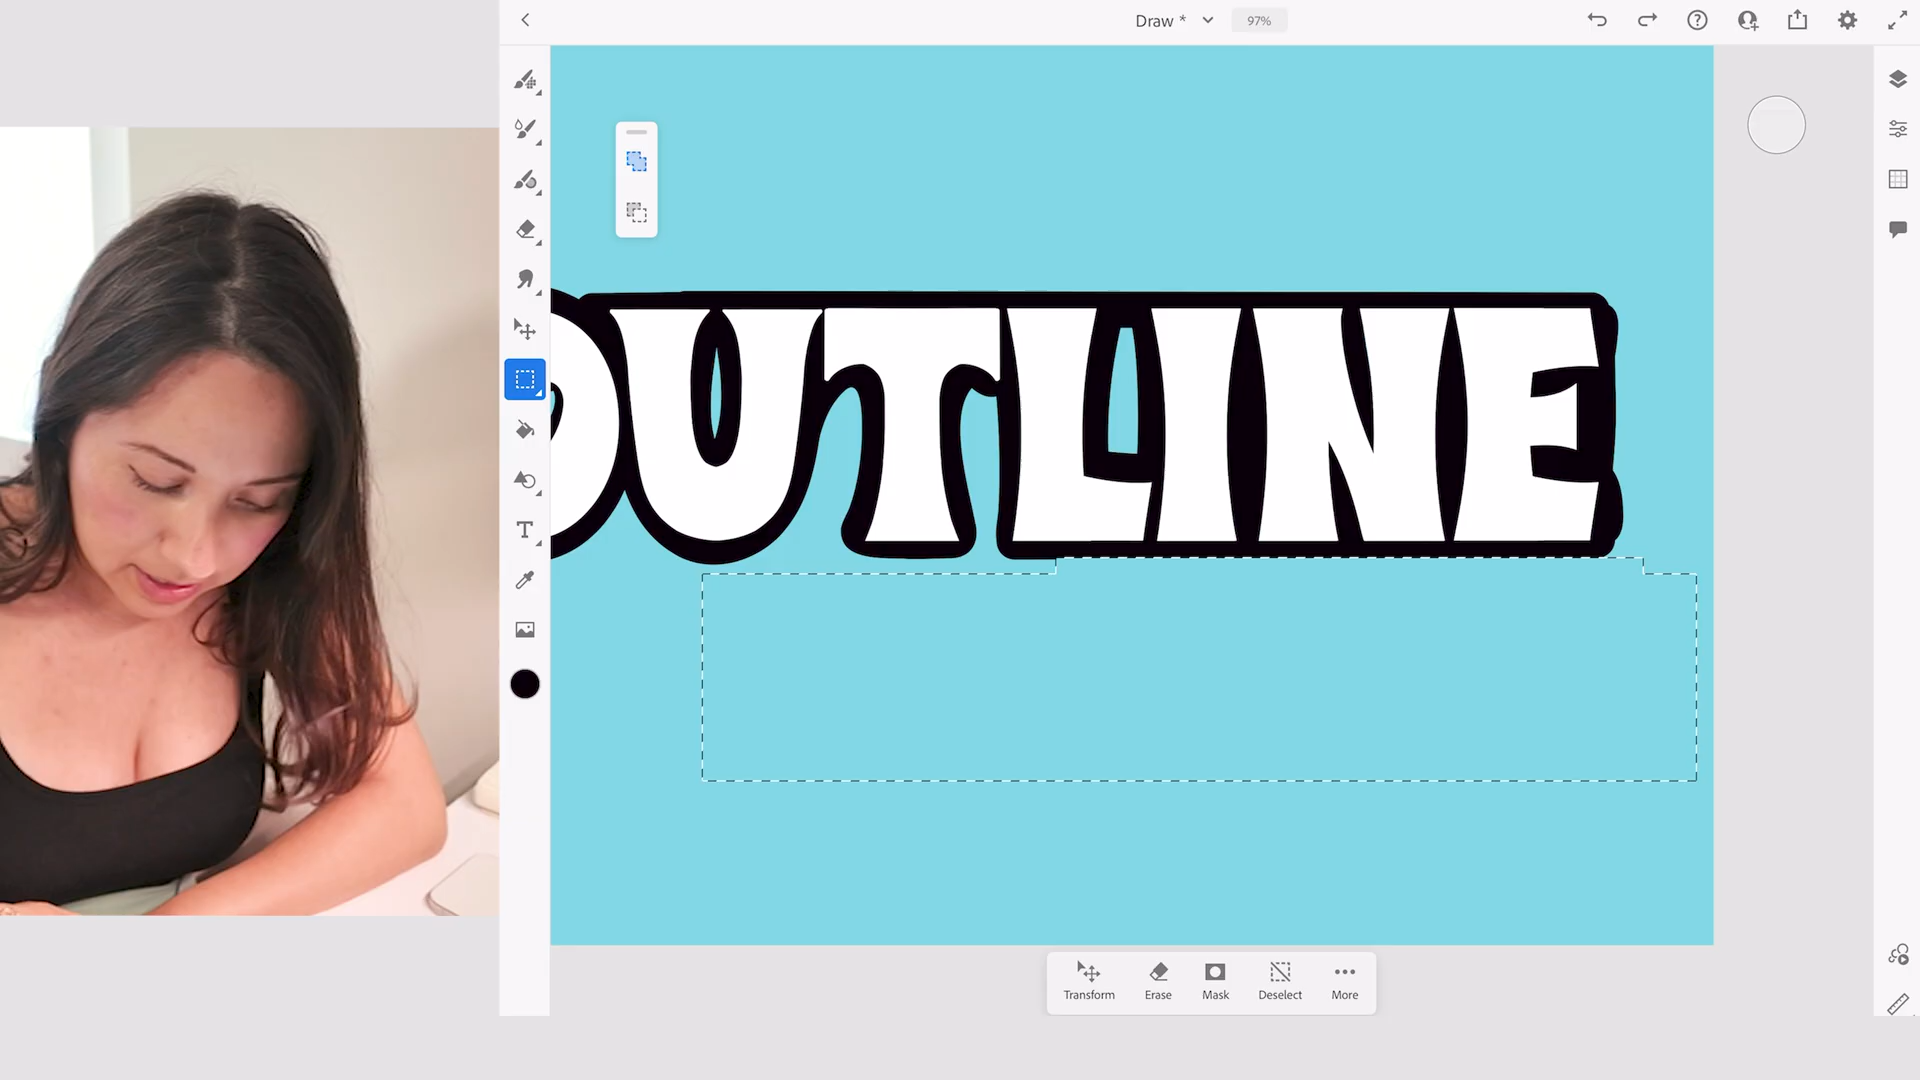 Draw *
97%
OUTLINE
T
Transform
Erase
Mask
Deselect
More